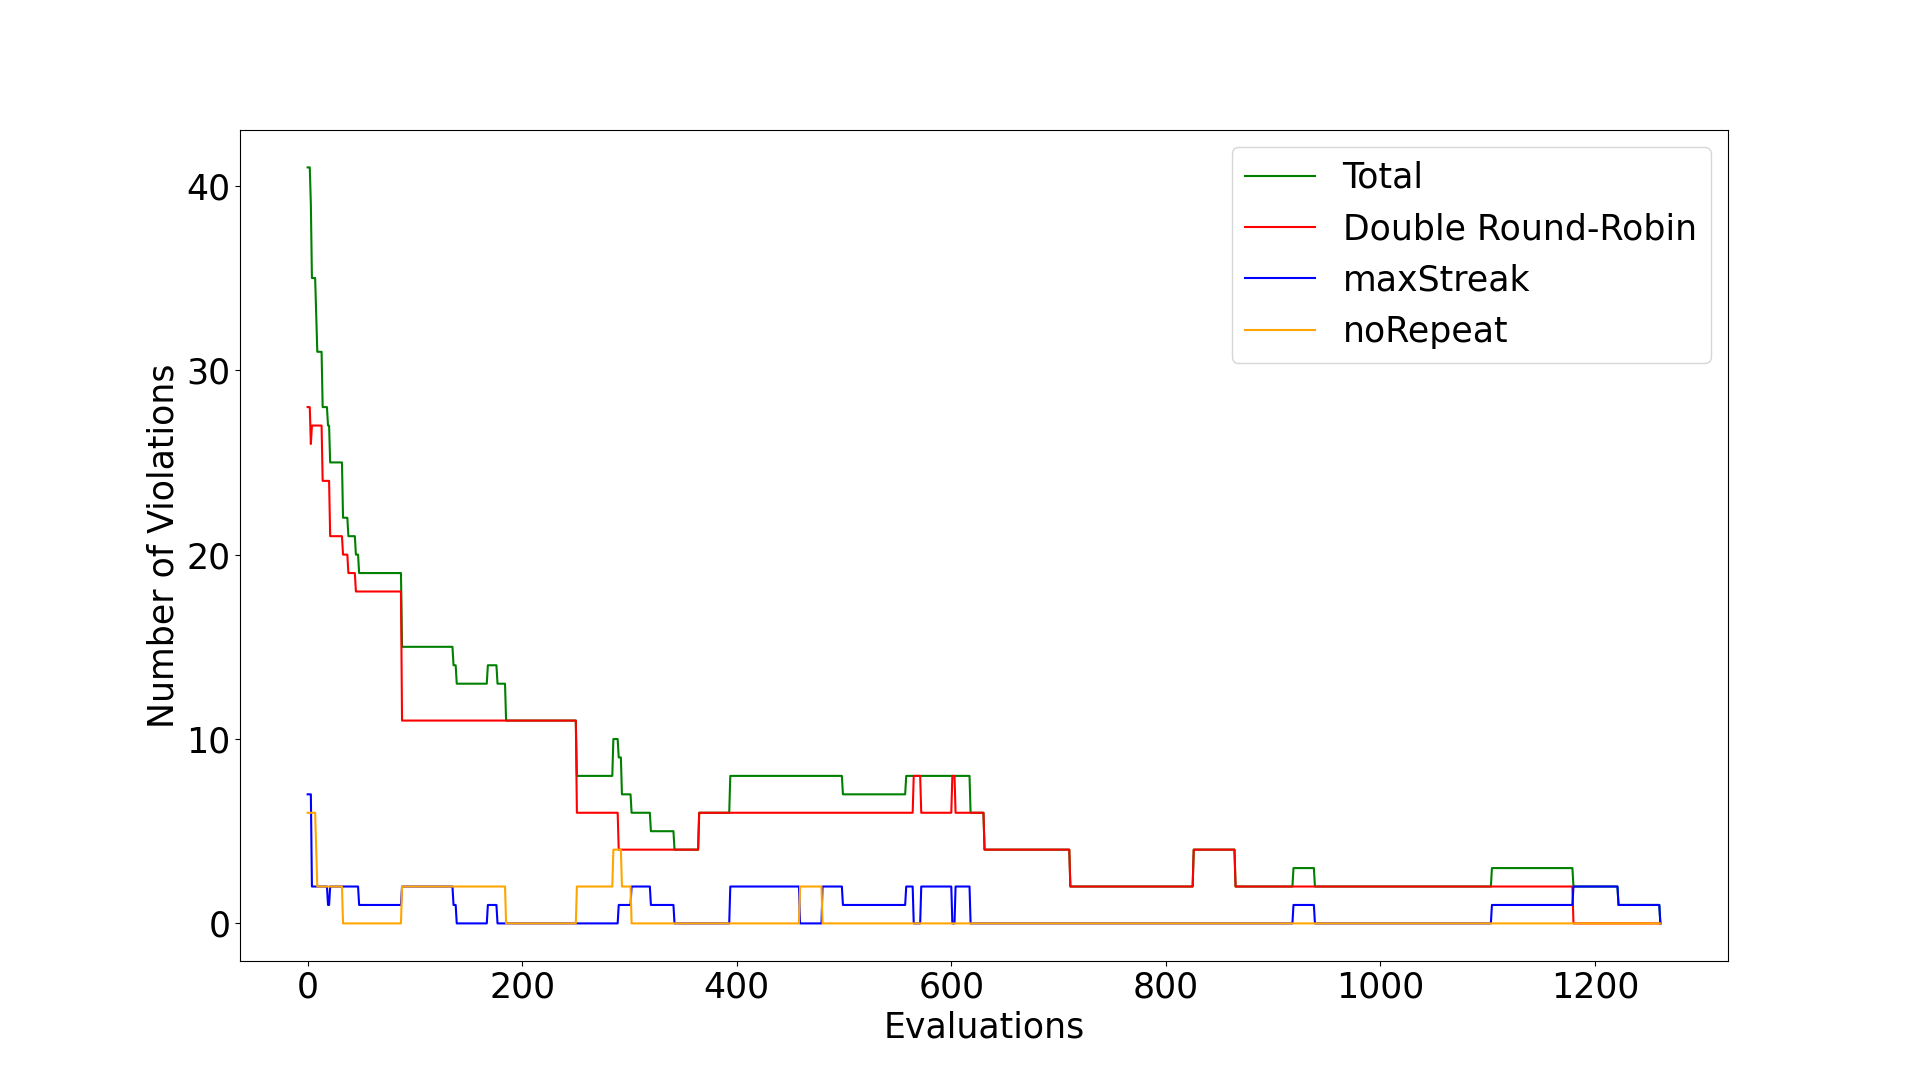 Total
Double Round-Robin
maxStreak
noRepeat
Number of Violations
40
30
20
10
0
0 200 400 600 800 1000 1200
Evaluations